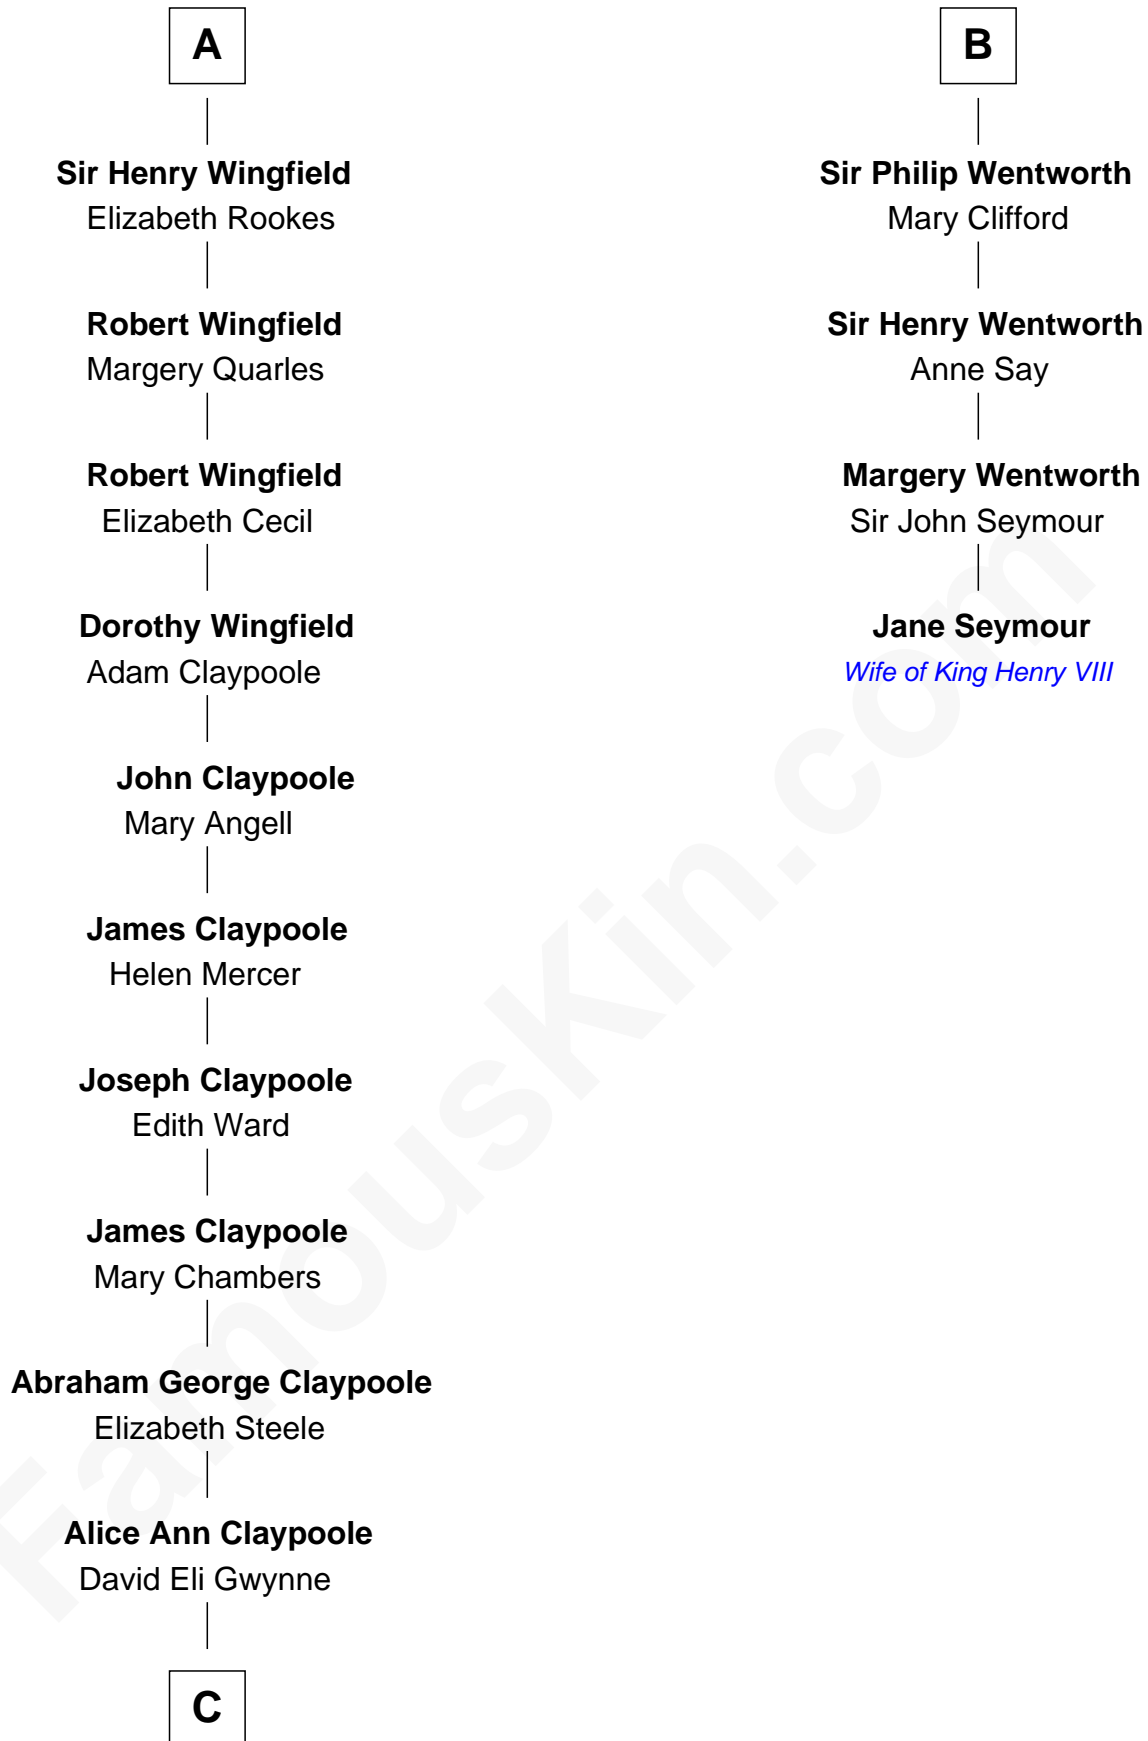 A
Sir Henry Wingfield
Elizabeth Rookes
Robert Wingfield
Margery Quarles
Robert Wingfield
Elizabeth Cecil
Dorothy Wingfield
Adam Claypoole
John Claypoole
Mary Angell
James Claypoole
Helen Mercer
Joseph Claypoole
Edith Ward
James Claypoole
Mary Chambers
Abraham George Claypoole
Elizabeth Steele
Alice Ann Claypoole
David Eli Gwynne
C
B
Sir Philip Wentworth
Mary Clifford
Sir Henry Wentworth
Anne Say
Margery Wentworth
Sir John Seymour
Jane Seymour
Wife of King Henry VIII
FamousKin.com